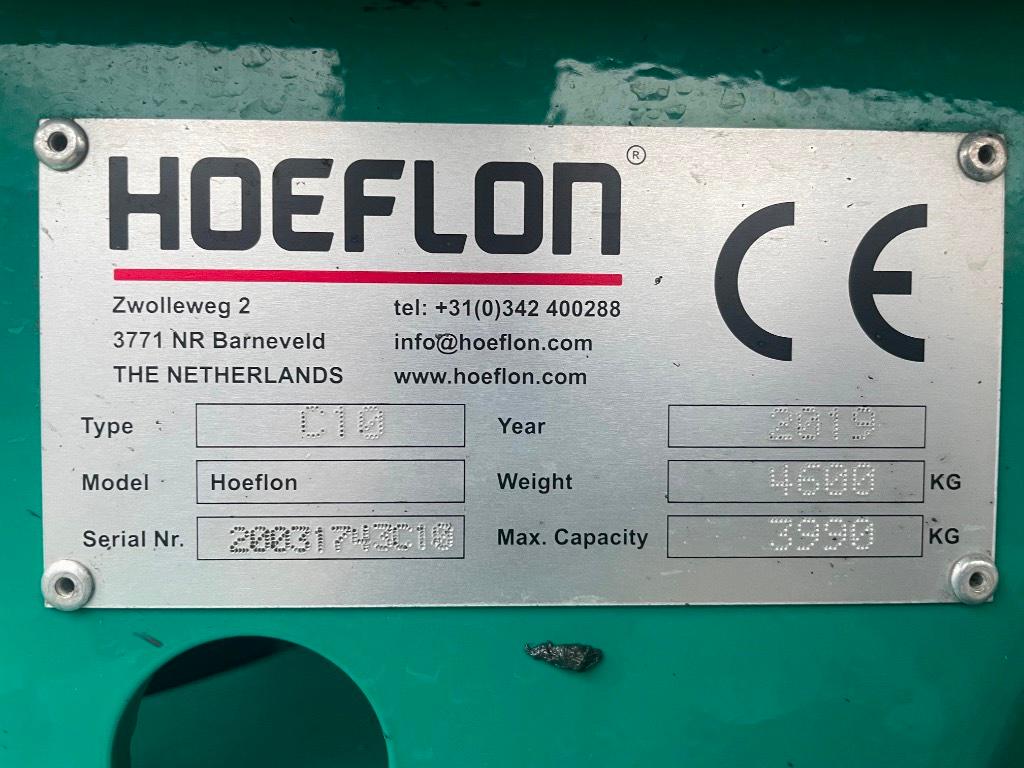 HOEFLON®
CE
Zwolleweg 2 tel: +31(0)342 400288
3771 NR Barneveld info@hoeflon.com
THE NETHERLANDS www.hoeflon.com
Type C10 Year 2019
Model Hoeflon Weight 4600 KG
Serial Nr. 20031743C10 Max. Capacity 3990 KG